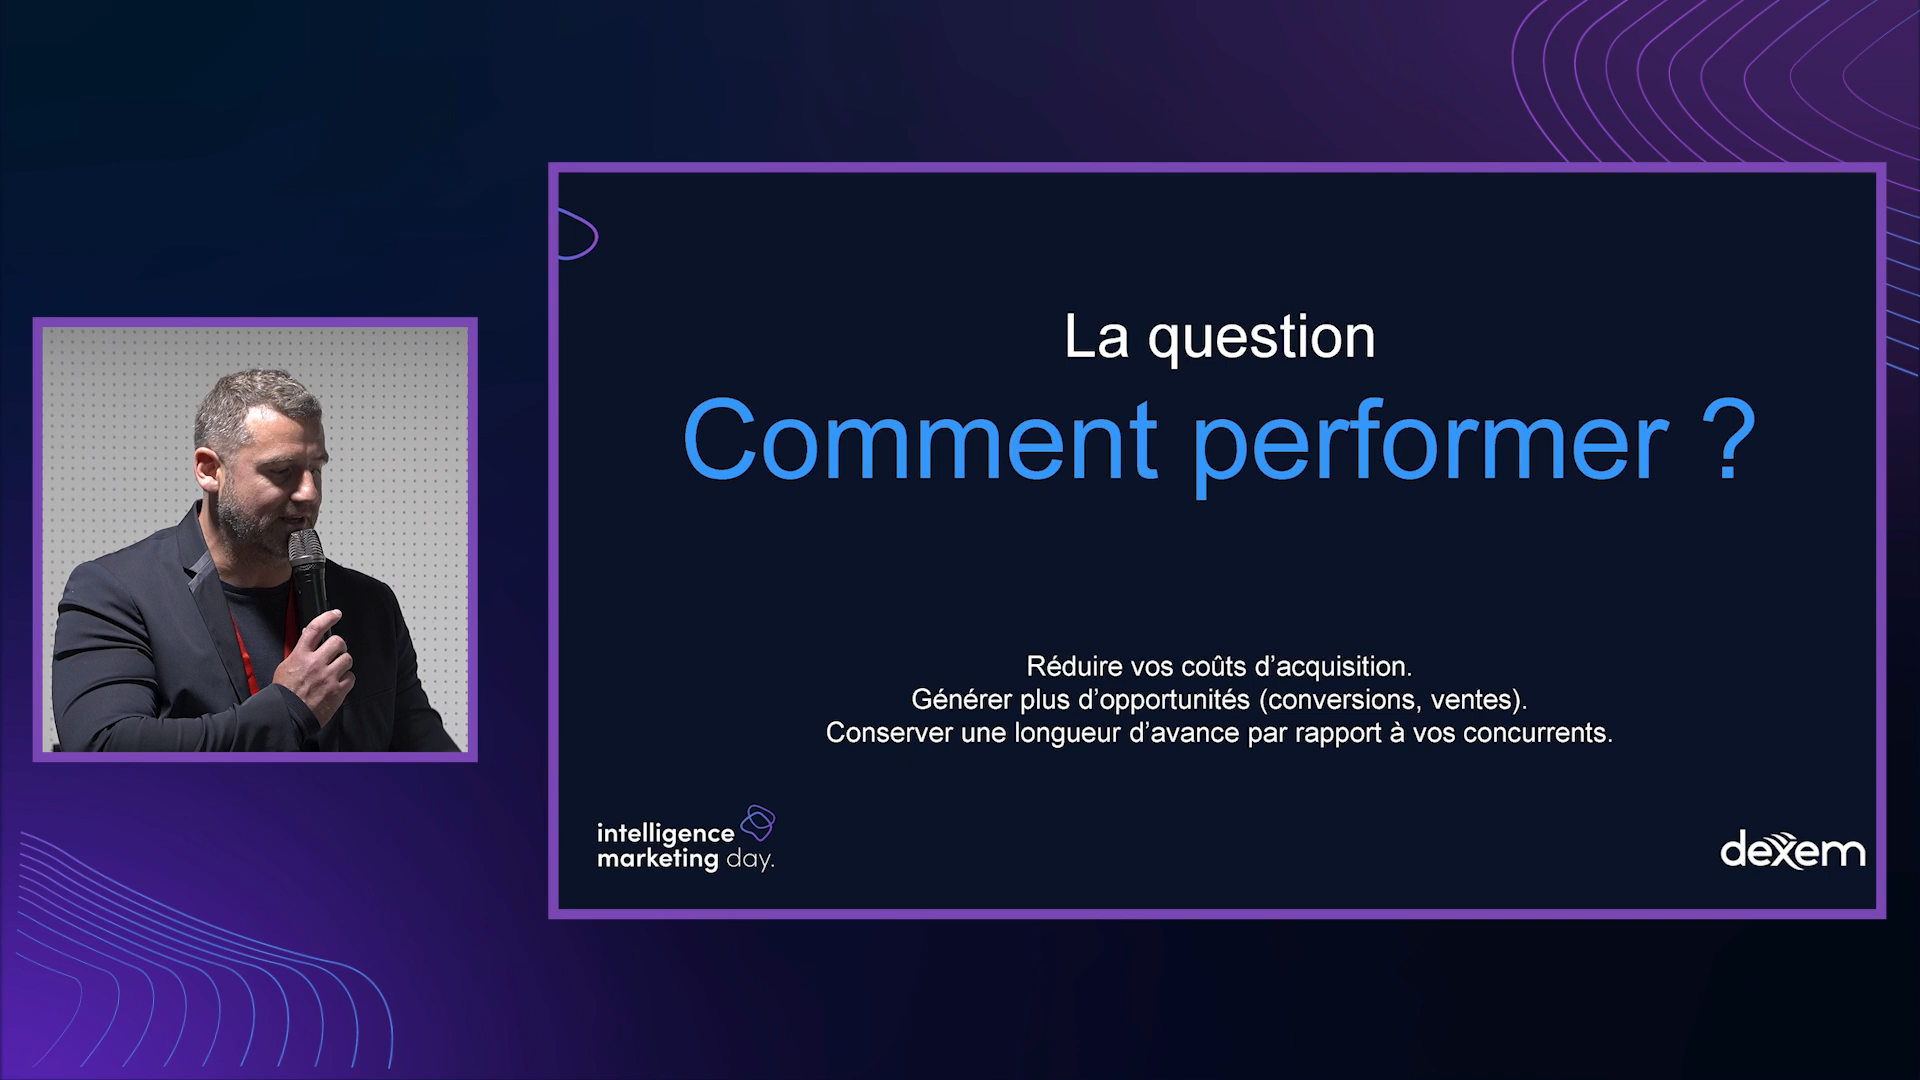 La question
Comment performer ?
Réduire vos coûts d’acquisition.
Générer plus d’opportunités (conversions, ventes).
Conserver une longueur d’avance par rapport à vos concurrents.
intelligence
marketing day.
dexem